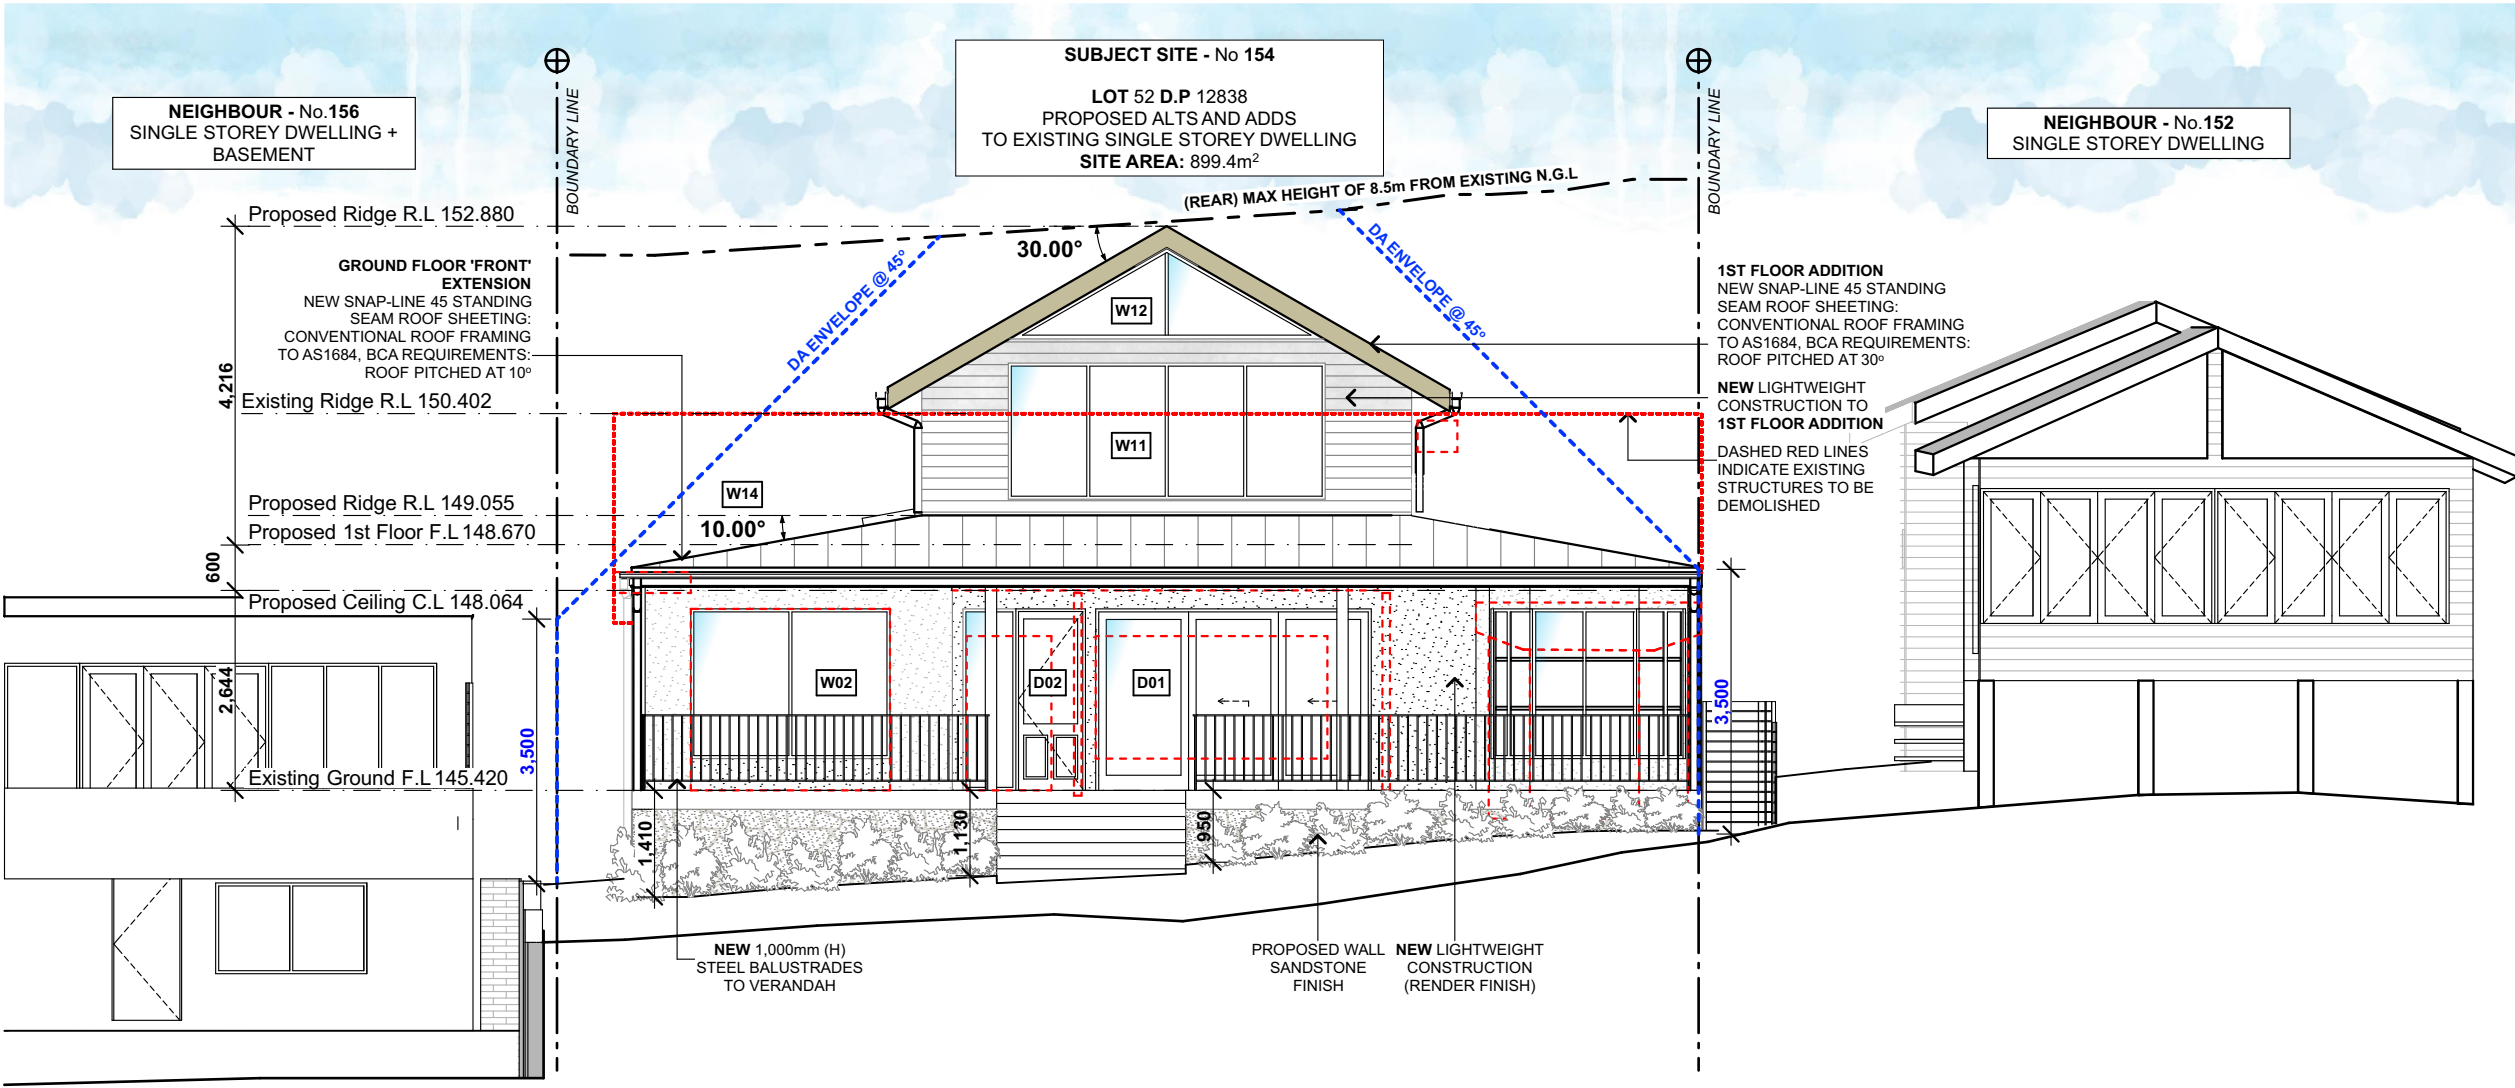 SUBJECT SITE - No 154
LOT 52 D.P 12838
PROPOSED ALTS AND ADDS
TO EXISTING SINGLE STOREY DWELLING
SITE AREA: 899.4m²
NEIGHBOUR - No.156
SINGLE STOREY DWELLING +
BASEMENT
BOUNDARY LINE
BOUNDARY LINE
NEIGHBOUR - No.152
SINGLE STOREY DWELLING
(REAR) MAX HEIGHT OF 8.5m FROM EXISTING N.G.L
Proposed Ridge R.L 152.880
30.00°
DA ENVELOPE @ 45°
DA ENVELOPE @ 45°
GROUND FLOOR 'FRONT'
EXTENSION
NEW SNAP-LINE 45 STANDING
SEAM ROOF SHEETING:
CONVENTIONAL ROOF FRAMING
TO AS1684, BCA REQUIREMENTS:
ROOF PITCHED AT 10º
1ST FLOOR ADDITION
NEW SNAP-LINE 45 STANDING
SEAM ROOF SHEETING:
CONVENTIONAL ROOF FRAMING
TO AS1684, BCA REQUIREMENTS:
ROOF PITCHED AT 30º
NEW LIGHTWEIGHT
CONSTRUCTION TO
1ST FLOOR ADDITION
DASHED RED LINES
INDICATE EXISTING
STRUCTURES TO BE
DEMOLISHED
W12
4,216
Existing Ridge R.L 150.402
W11
W14
Proposed Ridge R.L 149.055
10.00°
Proposed 1st Floor F.L 148.670
600
Proposed Ceiling C.L 148.064
2,644
W02
D02
D01
3,500
3,500
Existing Ground F.L 145.420
1,410
1,130
950
NEW 1,000mm (H)
STEEL BALUSTRADES
TO VERANDAH
PROPOSED WALL
SANDSTONE
FINISH
NEW LIGHTWEIGHT
CONSTRUCTION
(RENDER FINISH)